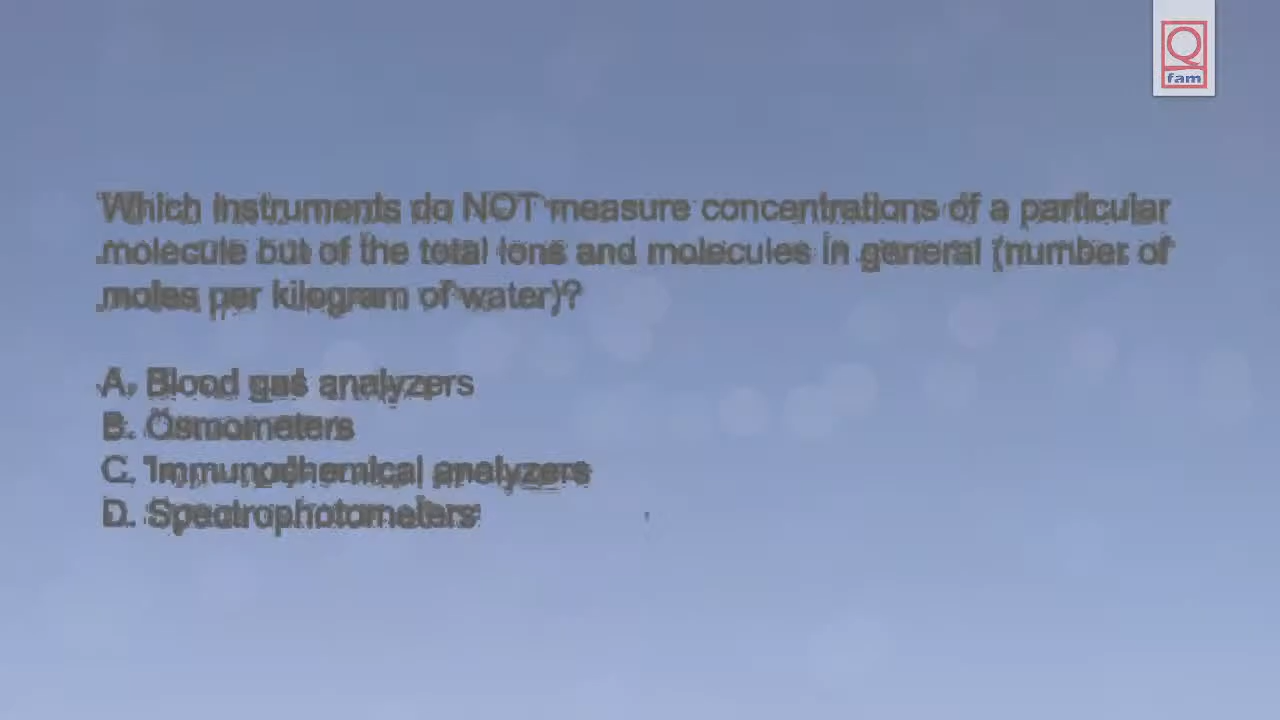 Q
fam
Which instruments do NOT measure concentrations of a particular
molecule but of the total ions and molecules in general (number of
moles per kilogram of water)?
A. Blood gas analyzers
B. Osmometers
C. Immunochemical analyzers
D. Spectrophotometers